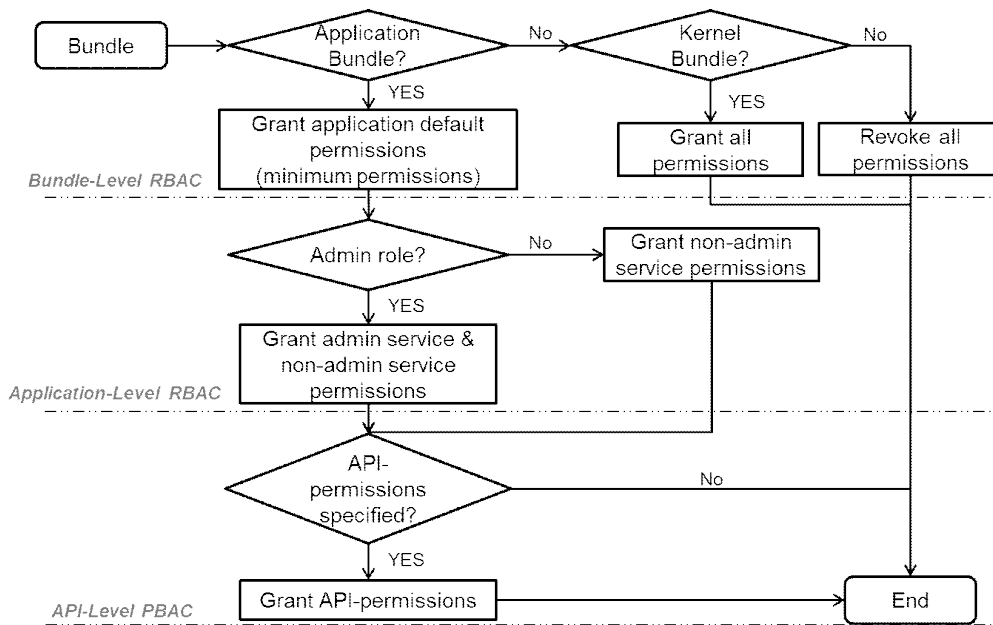 Bundle
Application
Bundle?
No
Kernel
Bundle?
No
YES
YES
Grant application default
permissions
(minimum permissions)
Grant all
permissions
Revoke all
permissions
Bundle-Level RBAC
Admin role?
No
Grant non-admin
service permissions
YES
Grant admin service &
non-admin service
permissions
Application-Level RBAC
API-
permissions
specified?
No
YES
Grant API-permissions
End
API-Level PBAC